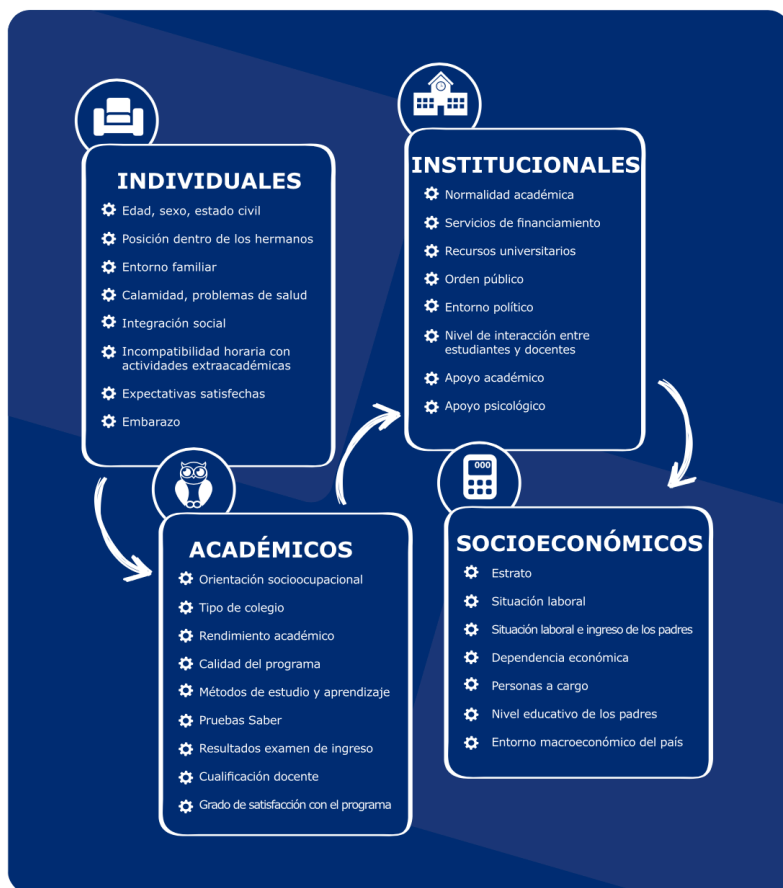 INDIVIDUALES
Edad, sexo, estado civil
Posición dentro de los hermanos
Entorno familiar
Calamidad, problemas de salud
Integración social
Incompatibilidad horaria con
actividades extraacadémicas
Expectativas satisfechas
Embarazo
ACADÉMICOS
Orientación socioocupacional
Tipo de colegio
Rendimiento académico
Calidad del programa
Métodos de estudio y aprendizaje
Pruebas Saber
Resultados examen de ingreso
Cualificación docente
Grado de satisfacción con el programa
INSTITUCIONALES
Normalidad académica
Servicios de financiamiento
Recursos universitarios
Orden público
Entorno político
Nivel de interacción entre
estudiantes y docentes
Apoyo académico
Apoyo psicológico
000
SOCIOECONÓMICOS
Estrato
Situación laboral
Situación laboral e ingreso de los padres
Dependencia económica
Personas a cargo
Nivel educativo de los padres
Entorno macroeconómico del país